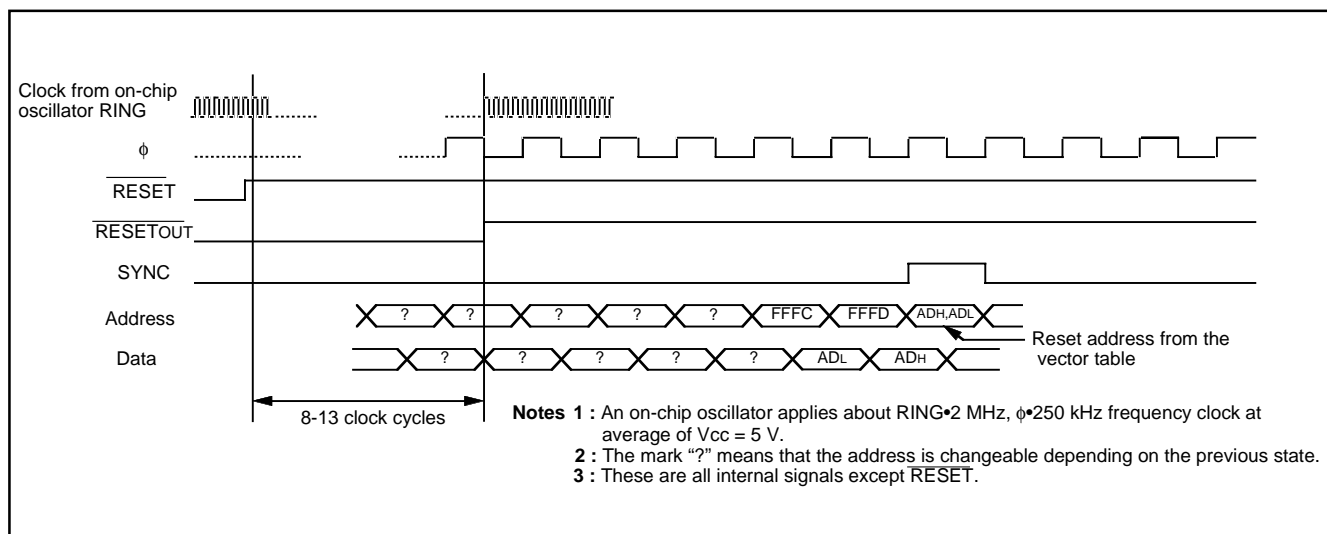 Clock from on-chip
oscillator RING
ϕ
RESET
RESETOUT
SYNC
Address
? ? ? ? ? FFFC FFFD ADH,ADL
Reset address from the
vector table
Data
? ? ? ? ? ADL ADH
8-13 clock cycles
Notes 1 : An on-chip oscillator applies about RING•2 MHz, ϕ•250 kHz frequency clock at
average of Vcc = 5 V.
2 : The mark “?” means that the address is changeable depending on the previous state.
3 : These are all internal signals except RESET.